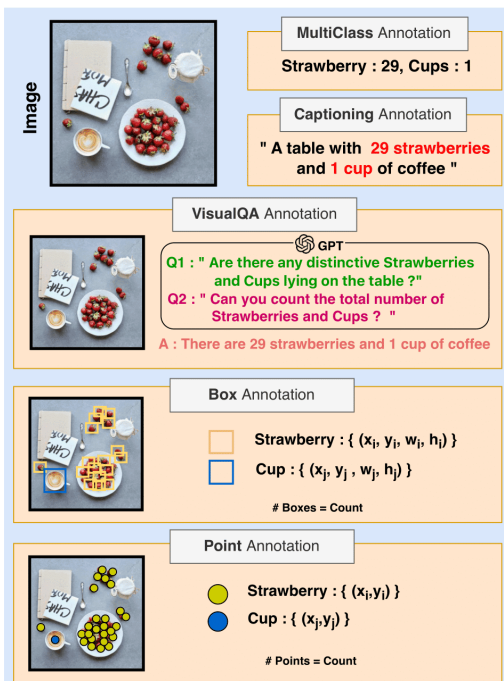 Image
MultiClass Annotation
Strawberry : 29, Cups : 1
Captioning Annotation
" A table with 29 strawberries
and 1 cup of coffee "
VisualQA Annotation
GPT
Q1 : " Are there any distinctive Strawberries
and Cups lying on the table ?"
Q2 : " Can you count the total number of
Strawberries and Cups ? "
A : There are 29 strawberries and 1 cup of coffee
Box Annotation
Strawberry : { (xᵢ, yᵢ, wᵢ, hᵢ) }
Cup : { (xⱼ, yⱼ , wⱼ, hⱼ) }
# Boxes = Count
Point Annotation
Strawberry : { (xᵢ,yᵢ) }
Cup : { (xⱼ,yⱼ) }
# Points = Count